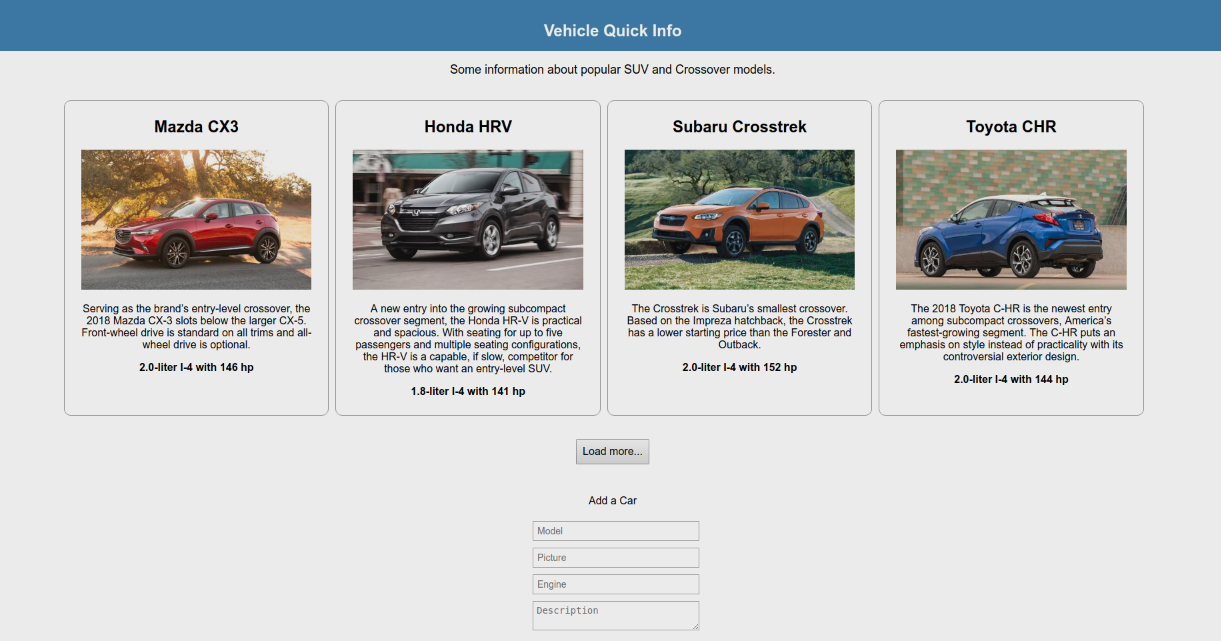 Vehicle Quick Info
Some information about popular SUV and Crossover models.
Mazda CX3
Serving as the brand's entry-level crossover, the
2018 Mazda CX-3 slots below the larger CX-5.
Front-wheel drive is standard on all trims and all-
wheel drive is optional.
2.0-liter I-4 with 146 hp
Honda HRV
A new entry into the growing subcompact
crossover segment, the Honda HR-V is practical
and spacious. With seating for up to five
passengers and multiple seating configurations,
the HR-V is a capable, if slow, competitor for
those who want an entry-level SUV.
1.8-liter I-4 with 141 hp
Subaru Crosstrek
The Crosstrek is Subaru's smallest crossover.
Based on the Impreza hatchback, the Crosstrek
has a lower starting price than the Forester and
Outback.
2.0-liter I-4 with 152 hp
Toyota CHR
The 2018 Toyota C-HR is the newest entry
among subcompact crossovers, America's
fastest-growing segment. The C-HR puts an
emphasis on style instead of practicality with its
controversial exterior design.
2.0-liter I-4 with 144 hp
Load more...
Add a Car
Model
Picture
Engine
Description